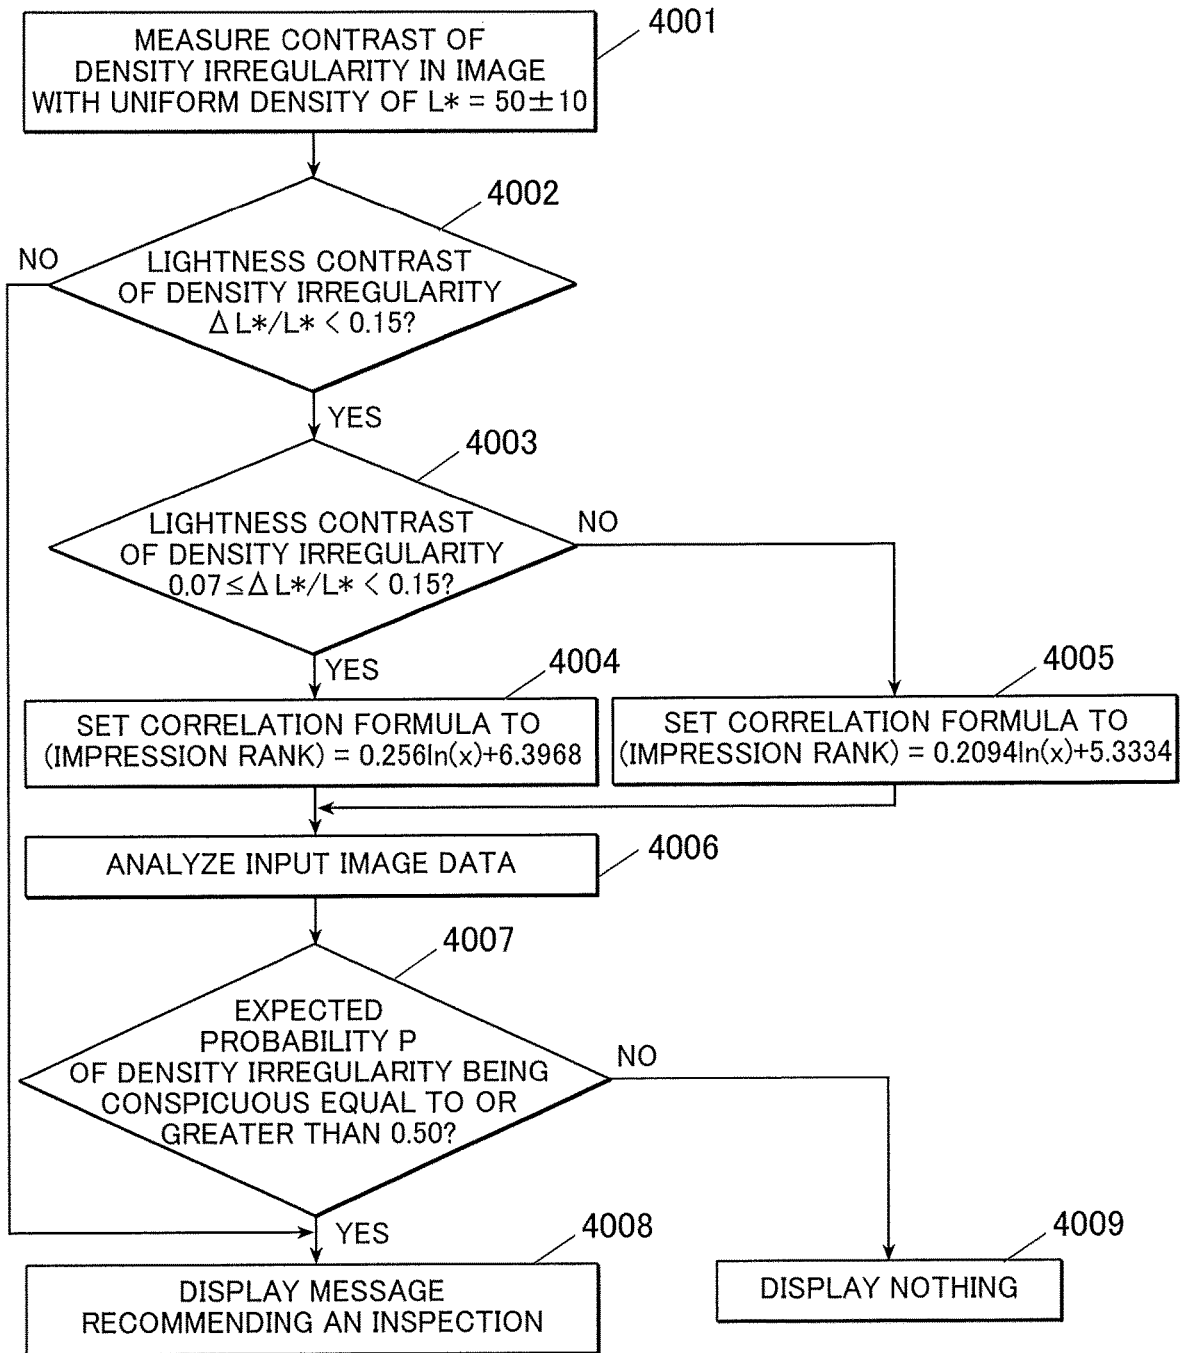 4001
MEASURE CONTRAST OF
DENSITY IRREGULARITY IN IMAGE
WITH UNIFORM DENSITY OF L* = 50±10
4002
NO
LIGHTNESS CONTRAST
OF DENSITY IRREGULARITY
Δ L*/L* < 0.15?
YES
4003
LIGHTNESS CONTRAST
OF DENSITY IRREGULARITY
0.07≤Δ L*/L* < 0.15?
NO
YES
4004
SET CORRELATION FORMULA TO
(IMPRESSION RANK) = 0.256ln(x)+6.3968
4005
SET CORRELATION FORMULA TO
(IMPRESSION RANK) = 0.2094ln(x)+5.3334
4006
ANALYZE INPUT IMAGE DATA
4007
EXPECTED
PROBABILITY P
OF DENSITY IRREGULARITY BEING
CONSPICUOUS EQUAL TO OR
GREATER THAN 0.50?
NO
YES
4008
DISPLAY MESSAGE
RECOMMENDING AN INSPECTION
4009
DISPLAY NOTHING